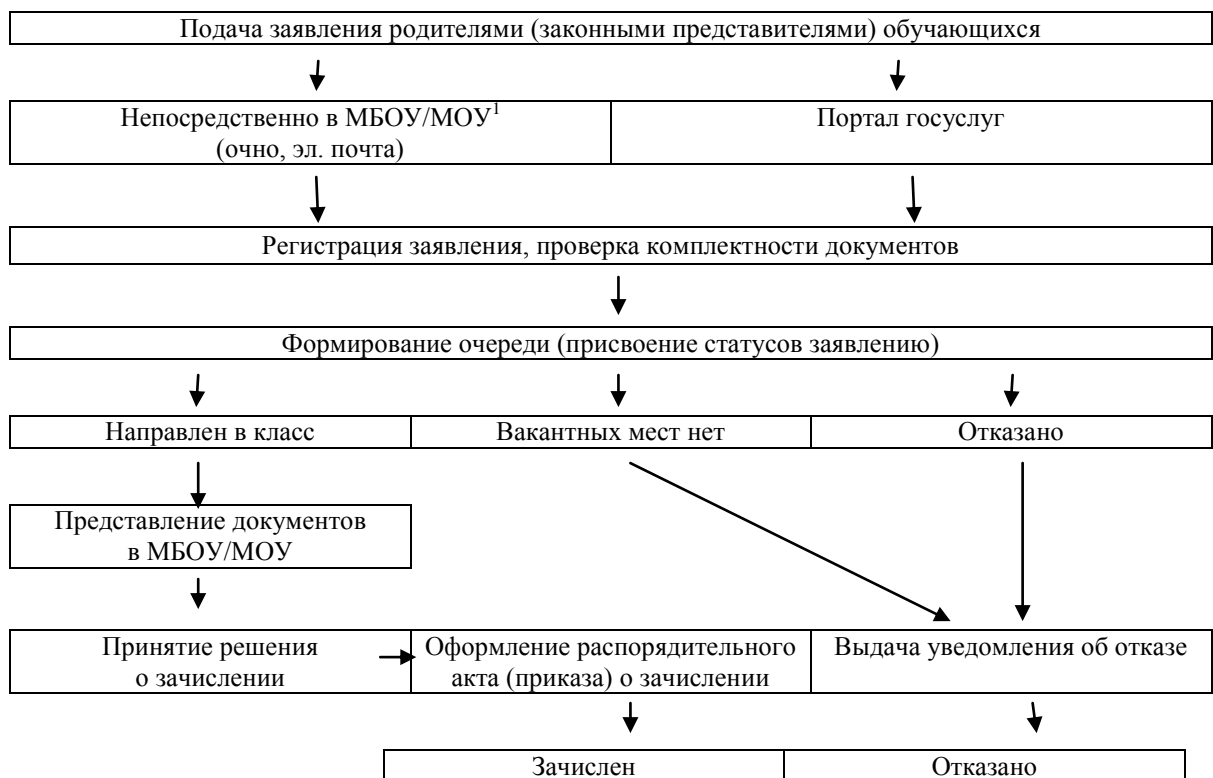 Подача заявления родителями (законными представителями) обучающихся
Непосредственно в МБОУ/МОУ¹
(очно, эл. почта)
Портал госуслуг
Регистрация заявления, проверка комплектности документов
Формирование очереди (присвоение статусов заявлению)
Направлен в класс
Вакантных мест нет
Отказано
Представление документов
в МБОУ/МОУ
Принятие решения
о зачислении
Оформление распорядительного
акта (приказа) о зачислении
Выдача уведомления об отказе
Зачислен
Отказано